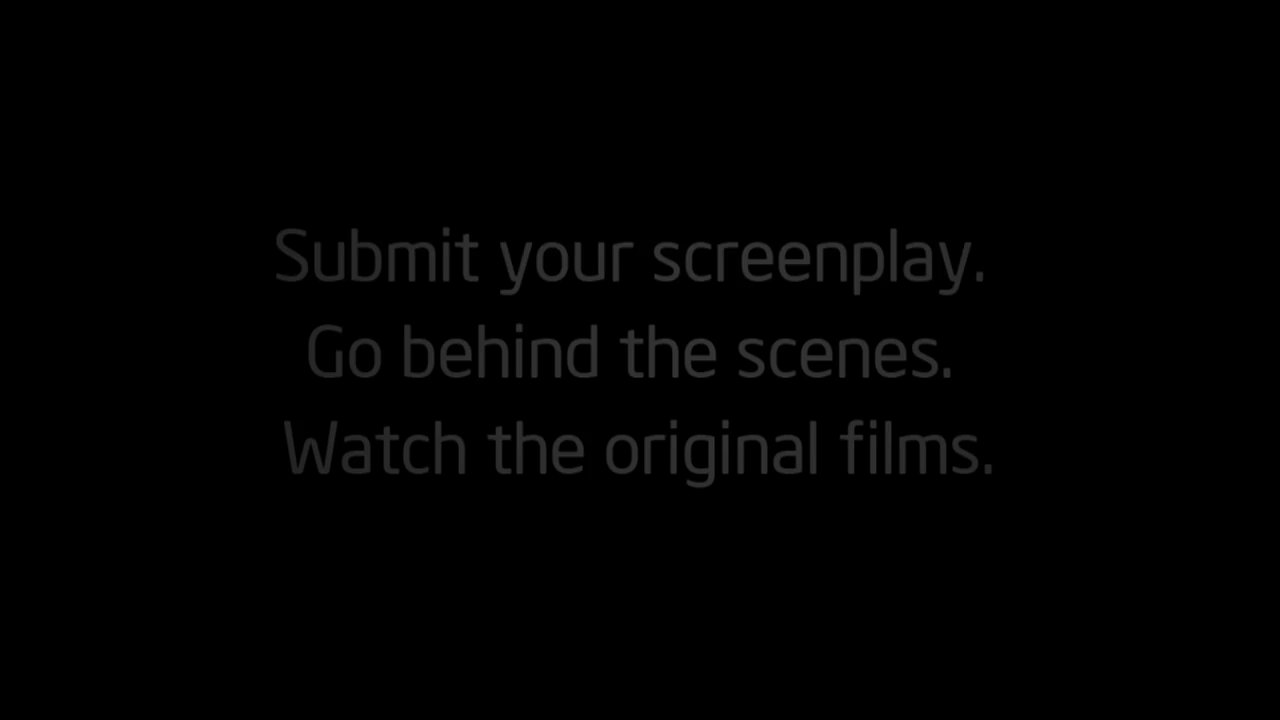 Submit your screenplay.
Go behind the scenes.
Watch the original films.